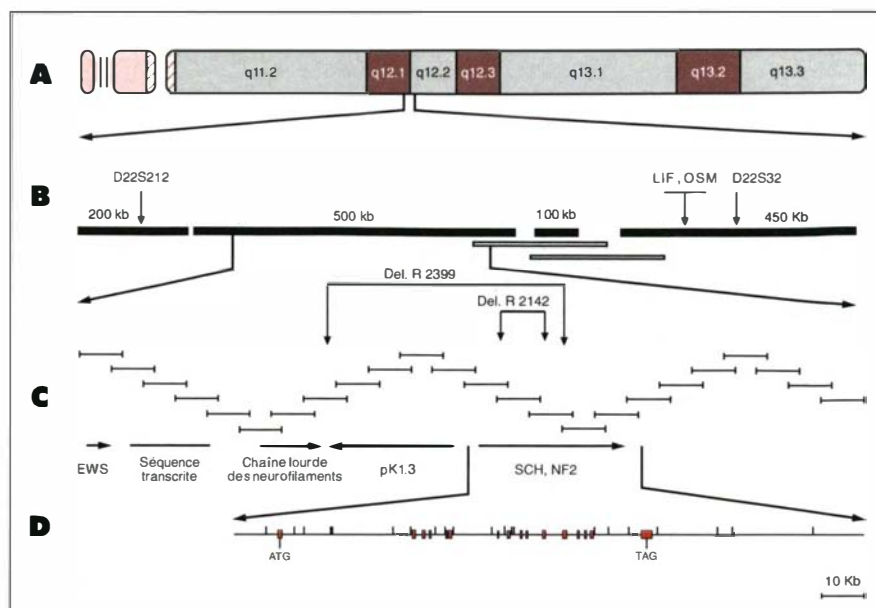 A
q11.2 q12.1 q12.2 q12.3 q13.1 q13.2 q13.3
B
D22S212 LIF, OSM D22S32
200 kb 500 kb 100 kb 450 Kb
Del. R 2399
Del. R 2142
C
EWS Séquence transcrite Chaîne lourde des neurofilaments pK1.3 SCH, NF2
D
ATG TAG
10 Kb